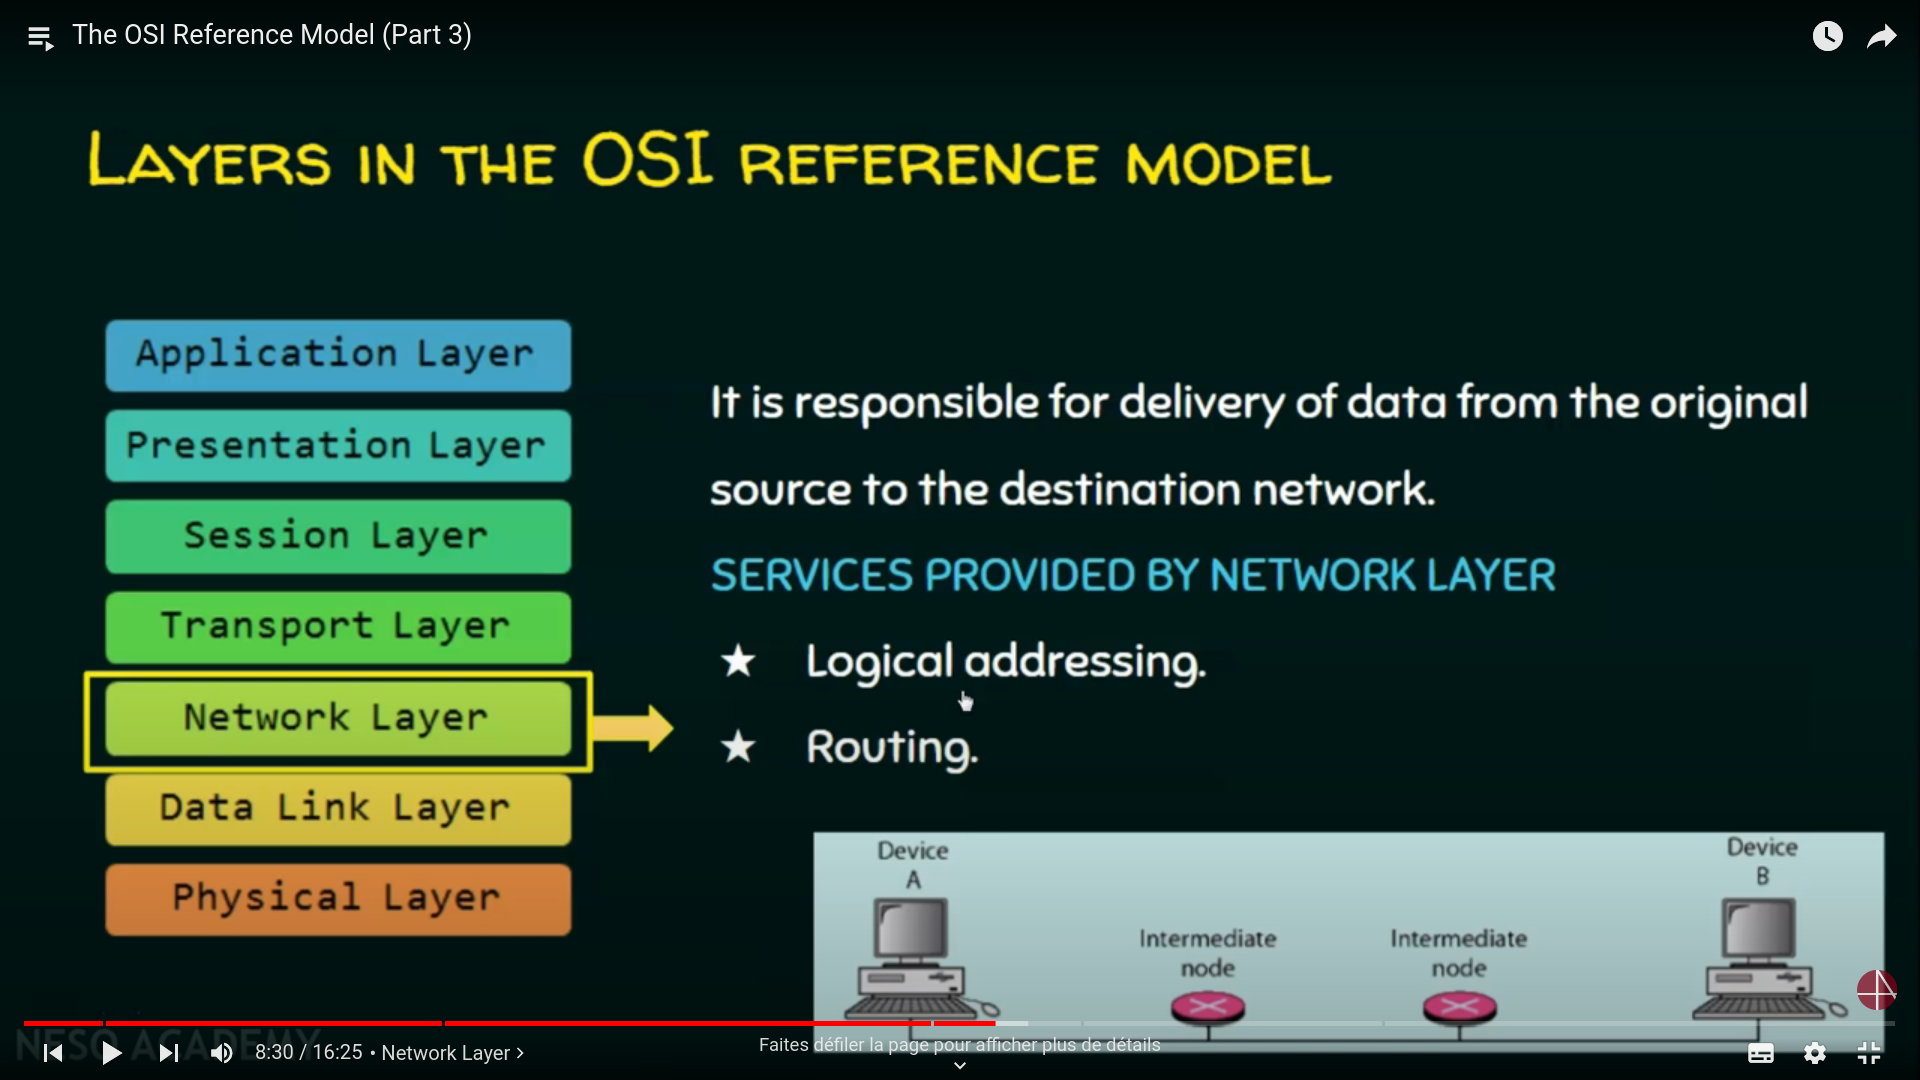 The OSI Reference Model (Part 3)
LAYERS IN THE OSI REFERENCE MODEL
Application Layer
Presentation Layer
Session Layer
Transport Layer
Network Layer
Data Link Layer
Physical Layer
It is responsible for delivery of data from the original
source to the destination network.
SERVICES PROVIDED BY NETWORK LAYER
★ Logical addressing.
★ Routing.
Device
A
Intermediate
node
Intermediate
node
Device
B
NESO ACADEMY
8:30 / 16:25 • Network Layer >
Faites défiler la page pour afficher plus de détails